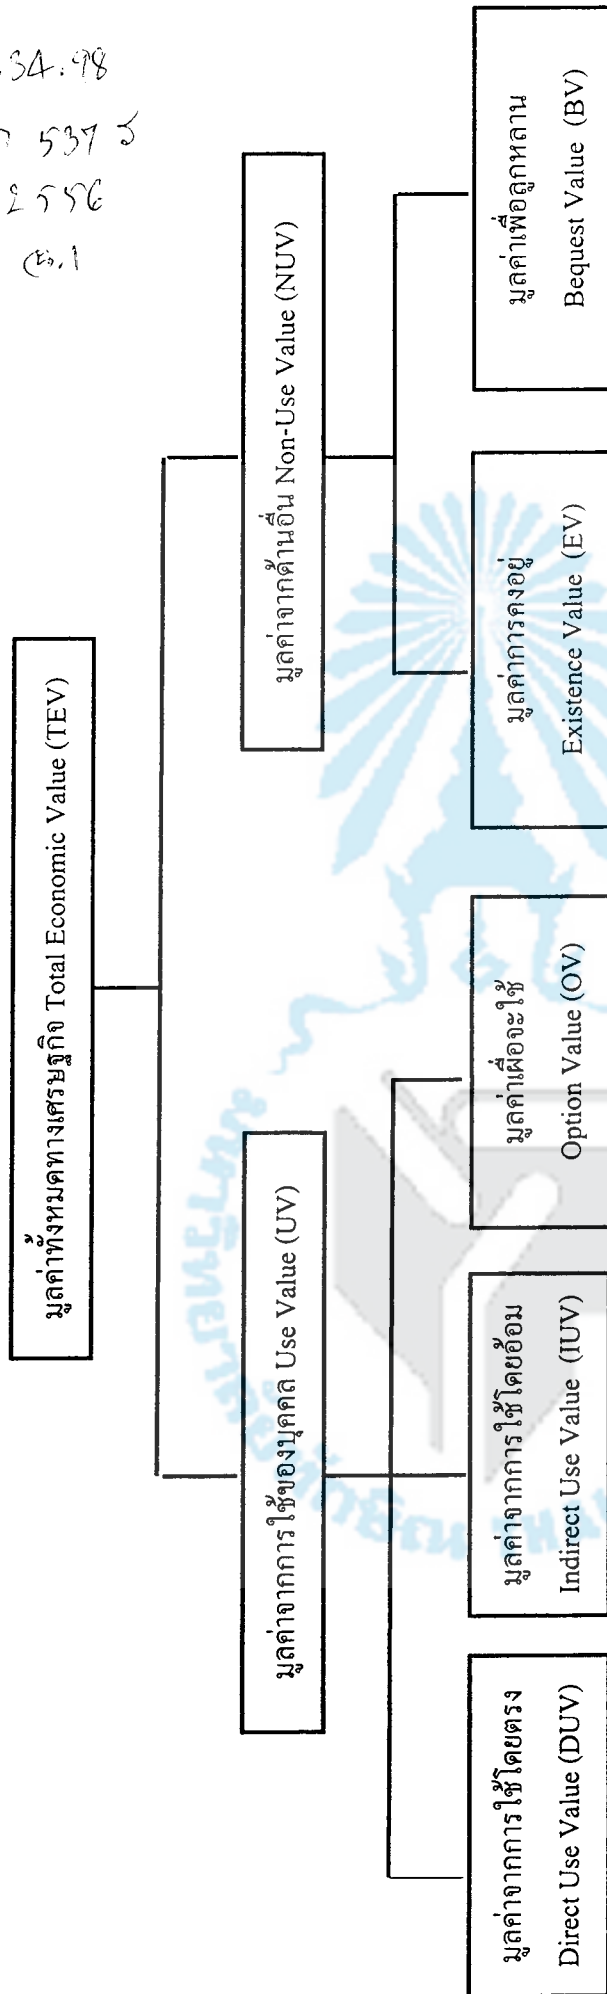 .34.98
537 ว
2556
ฉ.1
มูลค่าทั้งหมดทางเศรษฐกิจ Total Economic Value (TEV)
มูลค่าจากการใช้ของบุคคล Use Value (UV)
มูลค่าจากด้านอื่น Non-Use Value (NUV)
มูลค่าจากการใช้โดยตรง
Direct Use Value (DUV)
มูลค่าจากการใช้โดยอ้อม
Indirect Use Value (IUV)
มูลค่าเผื่อจะใช้
Option Value (OV)
มูลค่าการคงอยู่
Existence Value (EV)
มูลค่าเพื่อลูกหลาน
Bequest Value (BV)